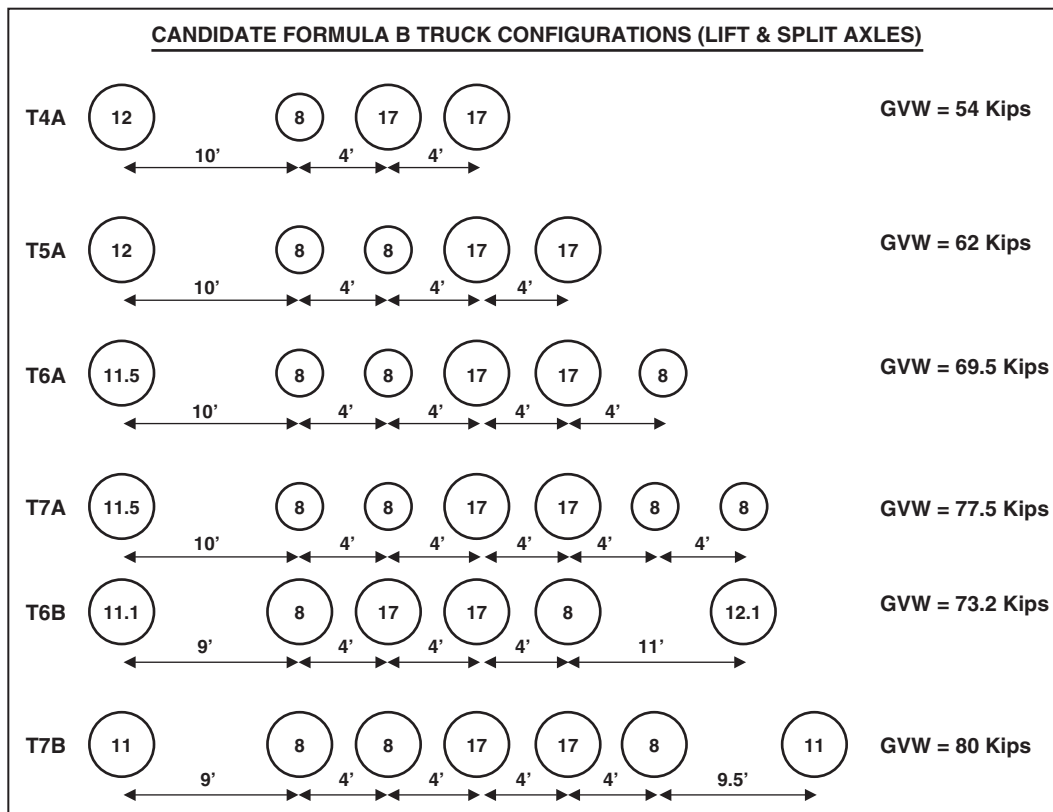 CANDIDATE FORMULA B TRUCK CONFIGURATIONS (LIFT & SPLIT AXLES)
T4A 12 8 17 17 GVW = 54 Kips
10’ 4’ 4’
T5A 12 8 8 17 17 GVW = 62 Kips
10’ 4’ 4’ 4’
T6A 11.5 8 8 17 17 8 GVW = 69.5 Kips
10’ 4’ 4’ 4’ 4’
T7A 11.5 8 8 17 17 8 8 GVW = 77.5 Kips
10’ 4’ 4’ 4’ 4’ 4’
T6B 11.1 8 17 17 8 12.1 GVW = 73.2 Kips
9’ 4’ 4’ 4’ 11’
T7B 11 8 8 17 17 8 11 GVW = 80 Kips
9’ 4’ 4’ 4’ 4’ 9.5’